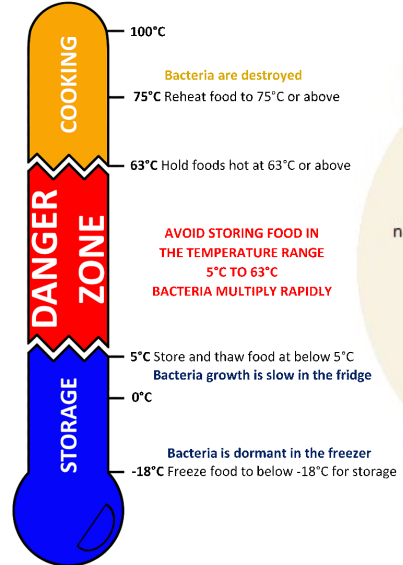 100°C
COOKING
Bacteria are destroyed
75°C Reheat food to 75°C or above
63°C Hold foods hot at 63°C or above
DANGER
ZONE
AVOID STORING FOOD IN
THE TEMPERATURE RANGE
5°C TO 63°C
BACTERIA MULTIPLY RAPIDLY
n
5°C Store and thaw food at below 5°C
Bacteria growth is slow in the fridge
0°C
STORAGE
Bacteria is dormant in the freezer
-18°C Freeze food to below -18°C for storage